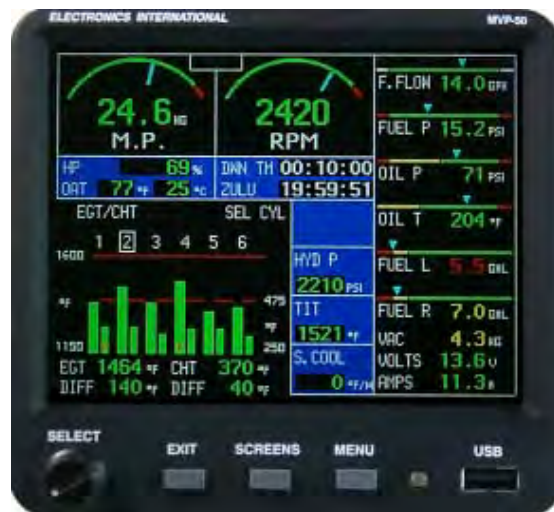 ELECTRONICS INTERNATIONAL
MVP-50
24.6 HG
M.P.
2420
RPM
HP 69 %
OAT 77 °F 25 °C
DWN TM 00:10:00
ZULU 19:59:51
EGT/CHT SEL CYL
1 2 3 4 5 6
1600
°F
1150
475
°F
250
EGT 1464 °F CHT 370 °F
DIFF 140 °F DIFF 40 °F
HYD P
2210 PSI
TIT
1521 °F
S.COOL
0 °F/M
F.FLOW 14.0 GPH
FUEL P 15.2 PSI
OIL P 71 PSI
OIL T 204 °F
FUEL L 5.5 GAL
FUEL R 7.0 GAL
VAC 4.3 HG
VOLTS 13.6 V
AMPS 11.3 A
SELECT
EXIT
SCREENS
MENU
USB